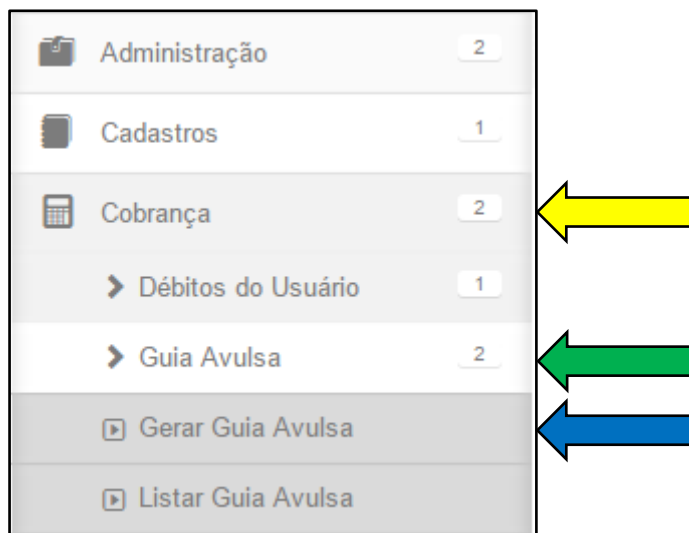 Administração 2
Cadastros 1
Cobrança 2
Débitos do Usuário 1
Guia Avulsa 2
Gerar Guia Avulsa
Listar Guia Avulsa